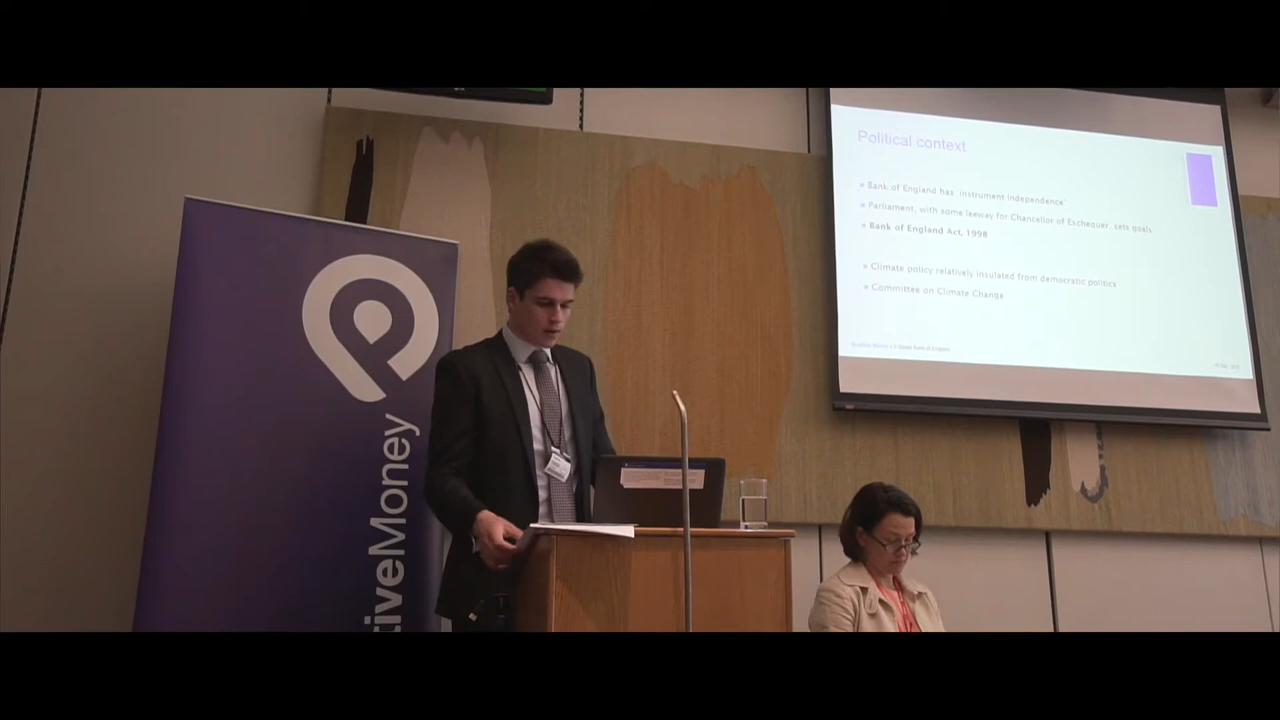 Political context
» Bank of England has 'instrument independence'
» Parliament, with some leeway for Chancellor of Exchequer, sets goals
» Bank of England Act, 1998
» Climate policy relatively insulated from democratic politics
» Committee on Climate Change
tiveMoney